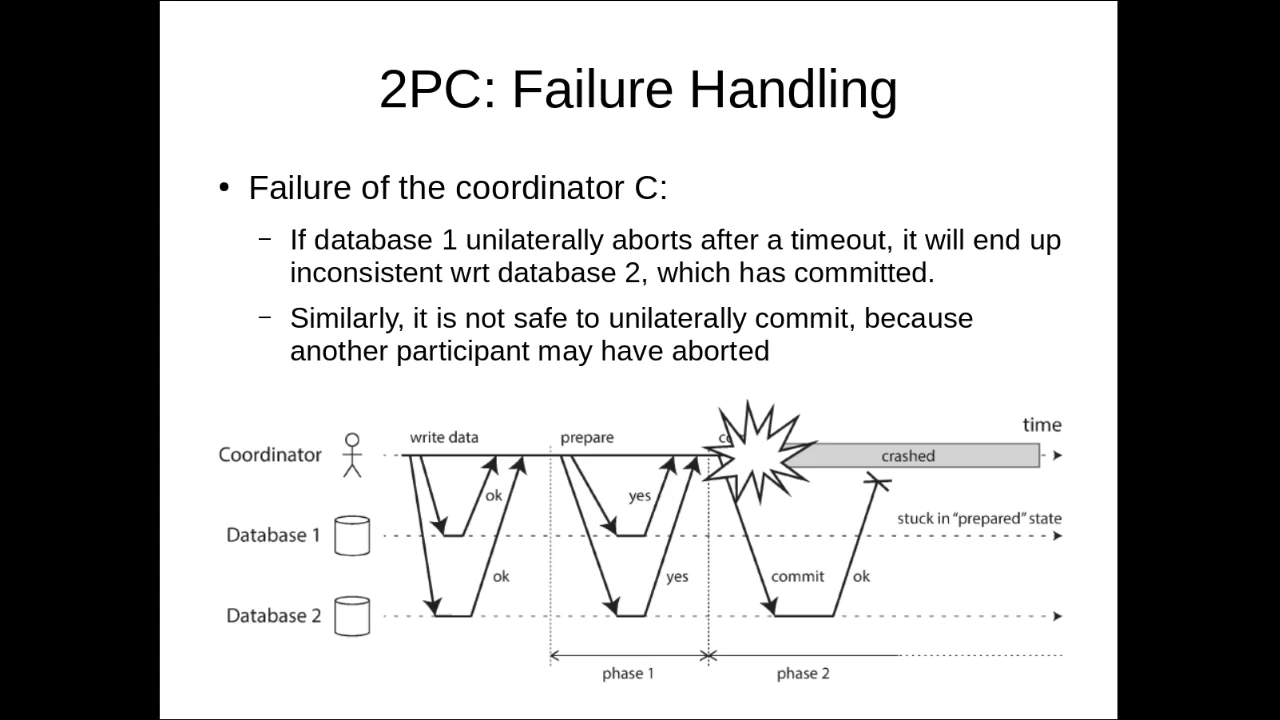 2PC: Failure Handling
• Failure of the coordinator C:
– If database 1 unilaterally aborts after a timeout, it will end up
inconsistent wrt database 2, which has committed.
– Similarly, it is not safe to unilaterally commit, because
another participant may have aborted
time
write data
prepare
Coordinator
crashed
ok
yes
stuck in “prepared” state
Database 1
ok
yes
commit
ok
Database 2
phase 1
phase 2